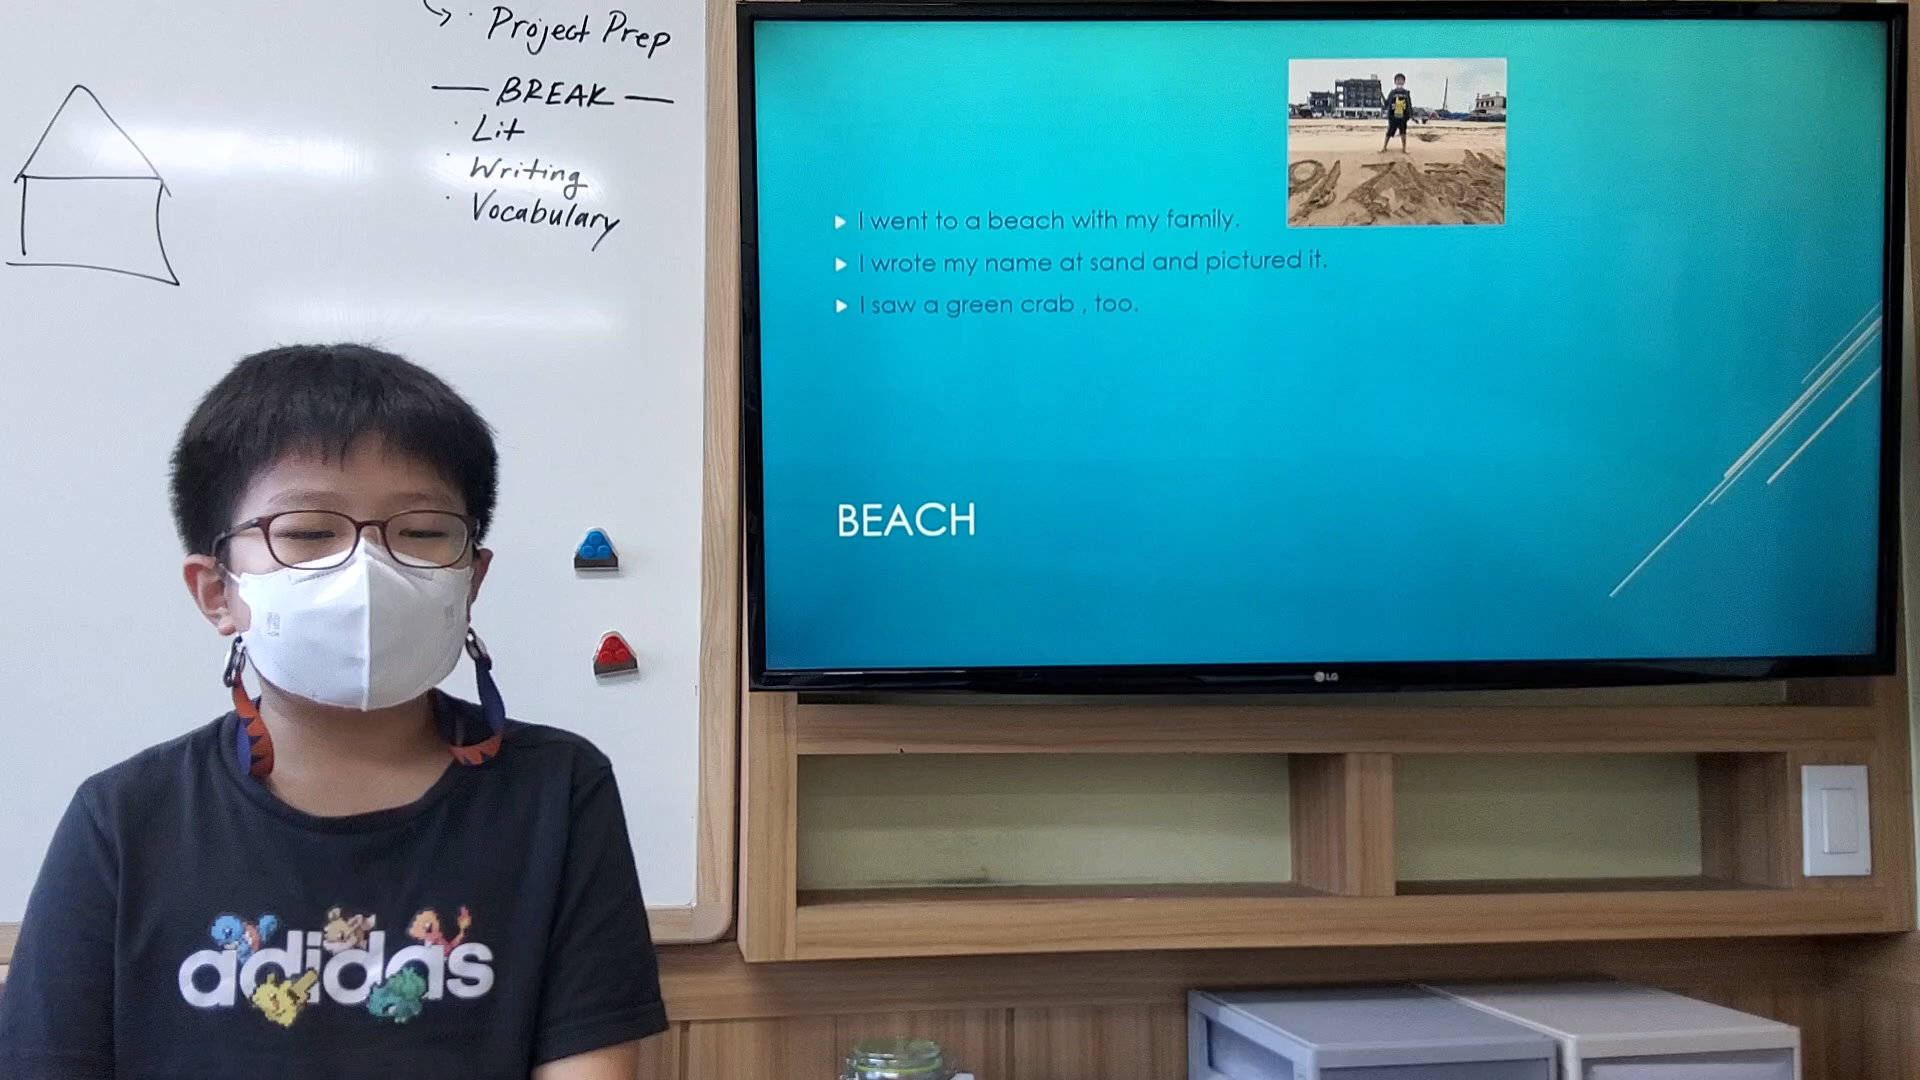 Project Prep
— BREAK —
· Lit
· Writing
· Vocabulary
I went to a beach with my family.
I wrote my name at sand and pictured it.
I saw a green crab , too.
BEACH
LG
adidas